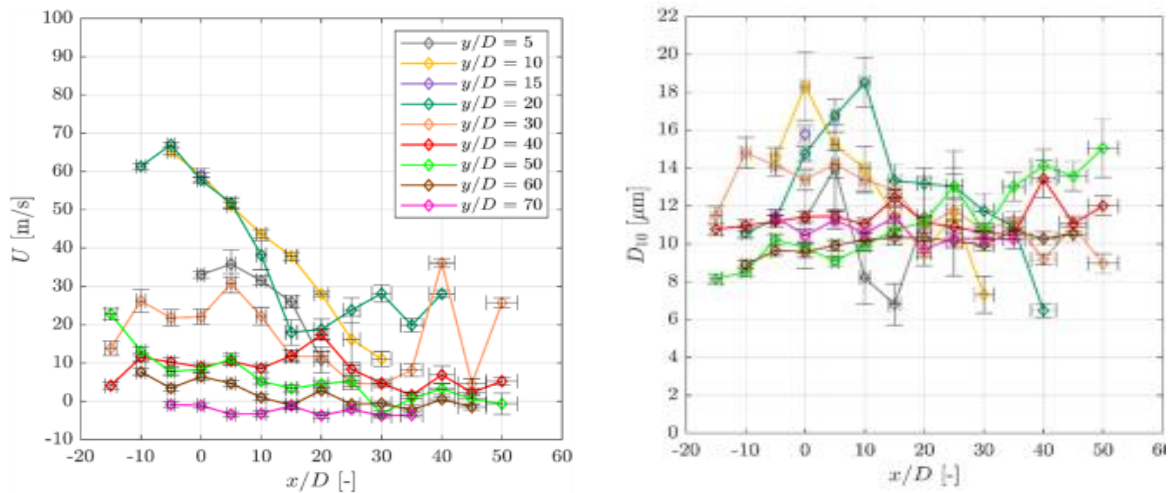 100
90
80
70
60
50
40
30
20
10
0
-10
U [m/s]
-20 -10 0 10 20 30 40 50 60
x/D [-]
y/D = 5
y/D = 10
y/D = 15
y/D = 20
y/D = 30
y/D = 40
y/D = 50
y/D = 60
y/D = 70
22
20
18
16
14
12
10
8
6
4
2
0
D10 [μm]
-20 -10 0 10 20 30 40 50 60
x/D [-]